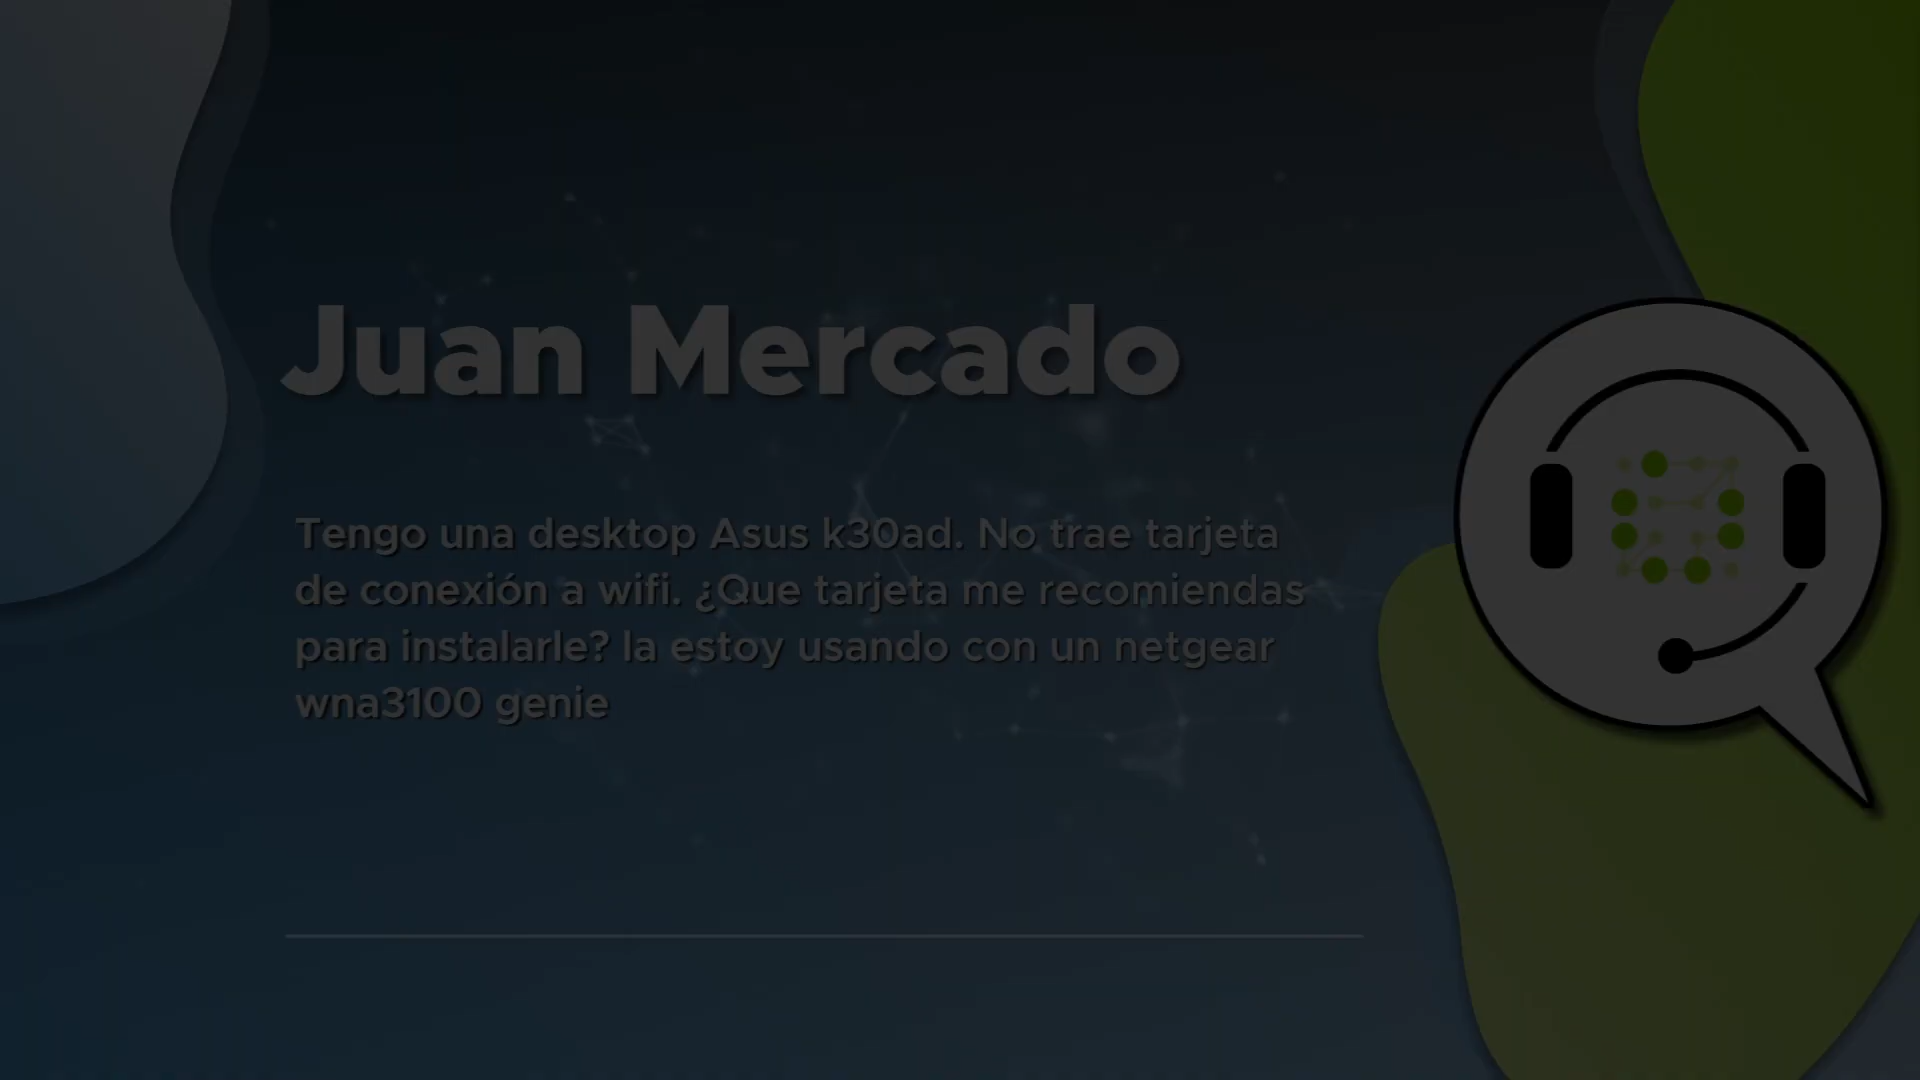 Juan Mercado
Tengo una desktop Asus k30ad. No trae tarjeta
de conexión a wifi. ¿Que tarjeta me recomiendas
para instalarle? la estoy usando con un netgear
wna3100 genie